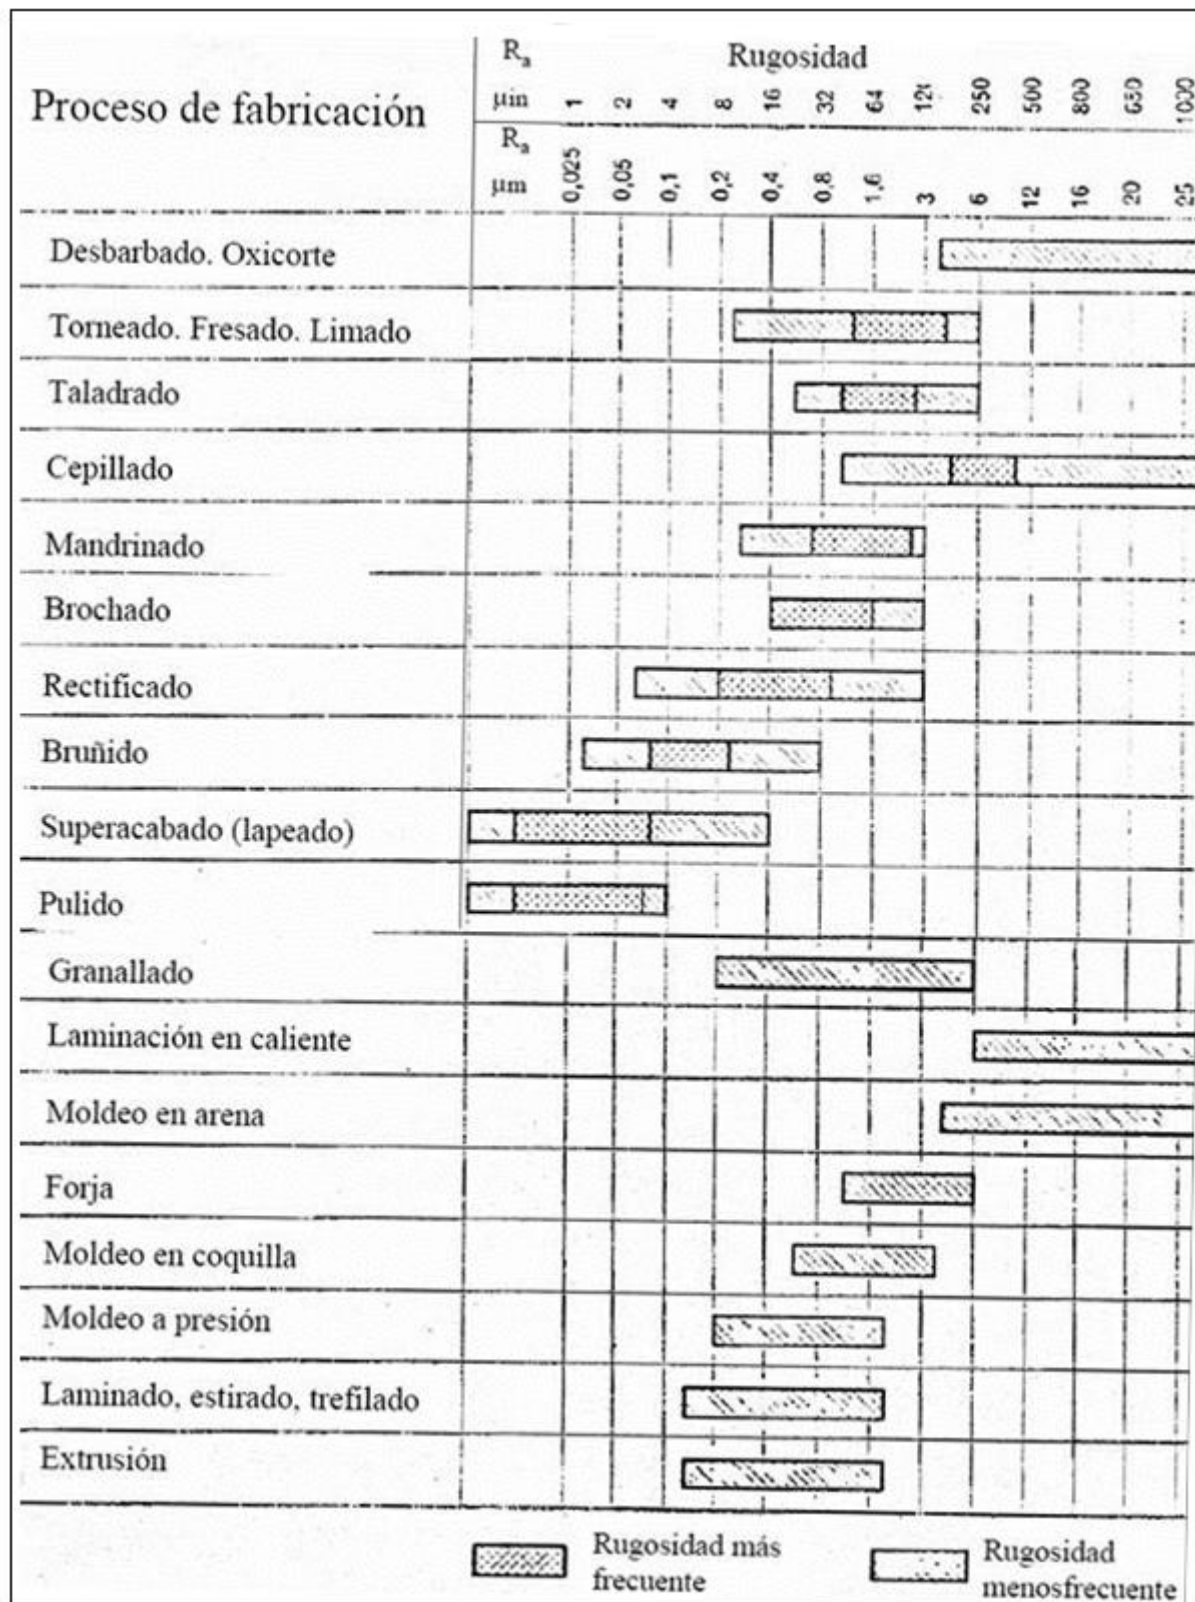 Rₐ Rugosidad
Proceso de fabricación
µin 1 2 4 8 16 32 64 120 250 500 800 650 1000
Rₐ
µm 0,025 0,05 0,1 0,2 0,4 0,8 1,6 3 6 12 16 20 25
Desbarbado. Oxicorte
Torneado. Fresado. Limado
Taladrado
Cepillado
Mandrinado
Brochado
Rectificado
Bruñido
Superacabado (lapeado)
Pulido
Granallado
Laminación en caliente
Moldeo en arena
Forja
Moldeo en coquilla
Moldeo a presión
Laminado, estirado, trefilado
Extrusión
Rugosidad más
frecuente
Rugosidad
menosfrecuente